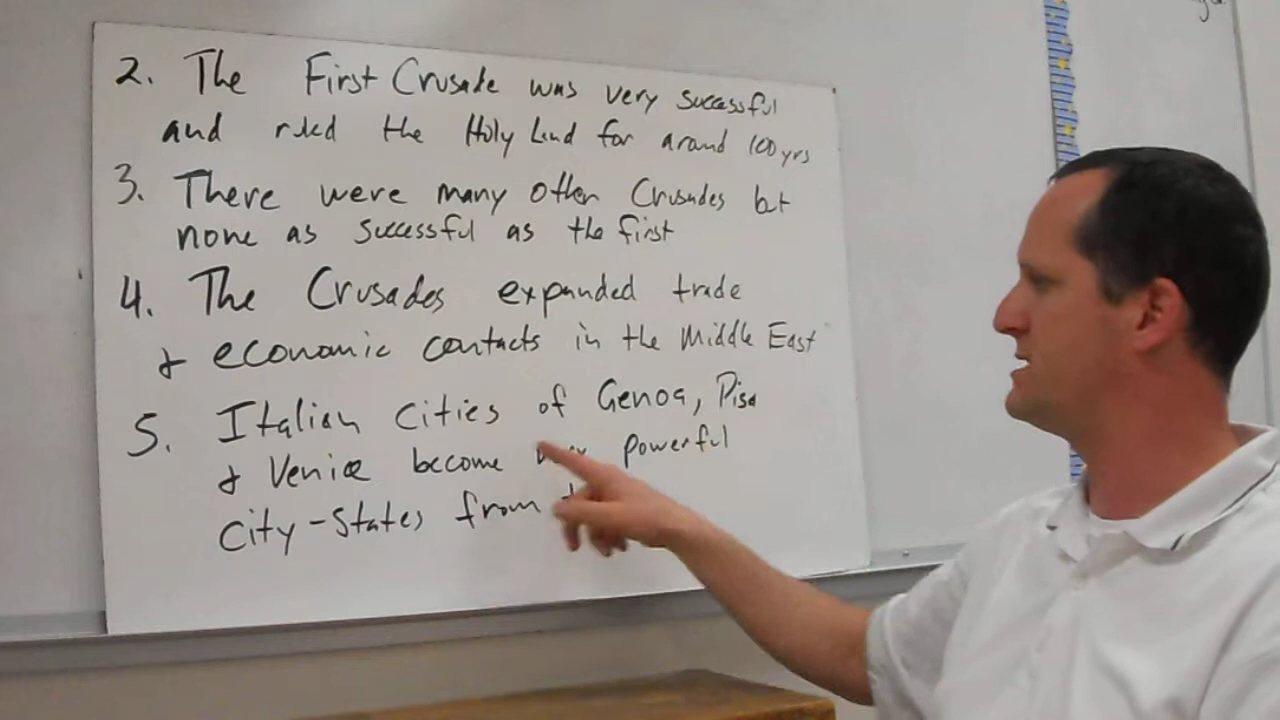 2. The First Crusade was very successful
and ruled the Holy Land for around 100 yrs
3. There were many other Crusades but
none as successful as the first
4. The Crusades expanded trade
& economic contacts in the Middle East
5. Italian cities of Genoa, Pisa
& Venice become powerful
city-states from